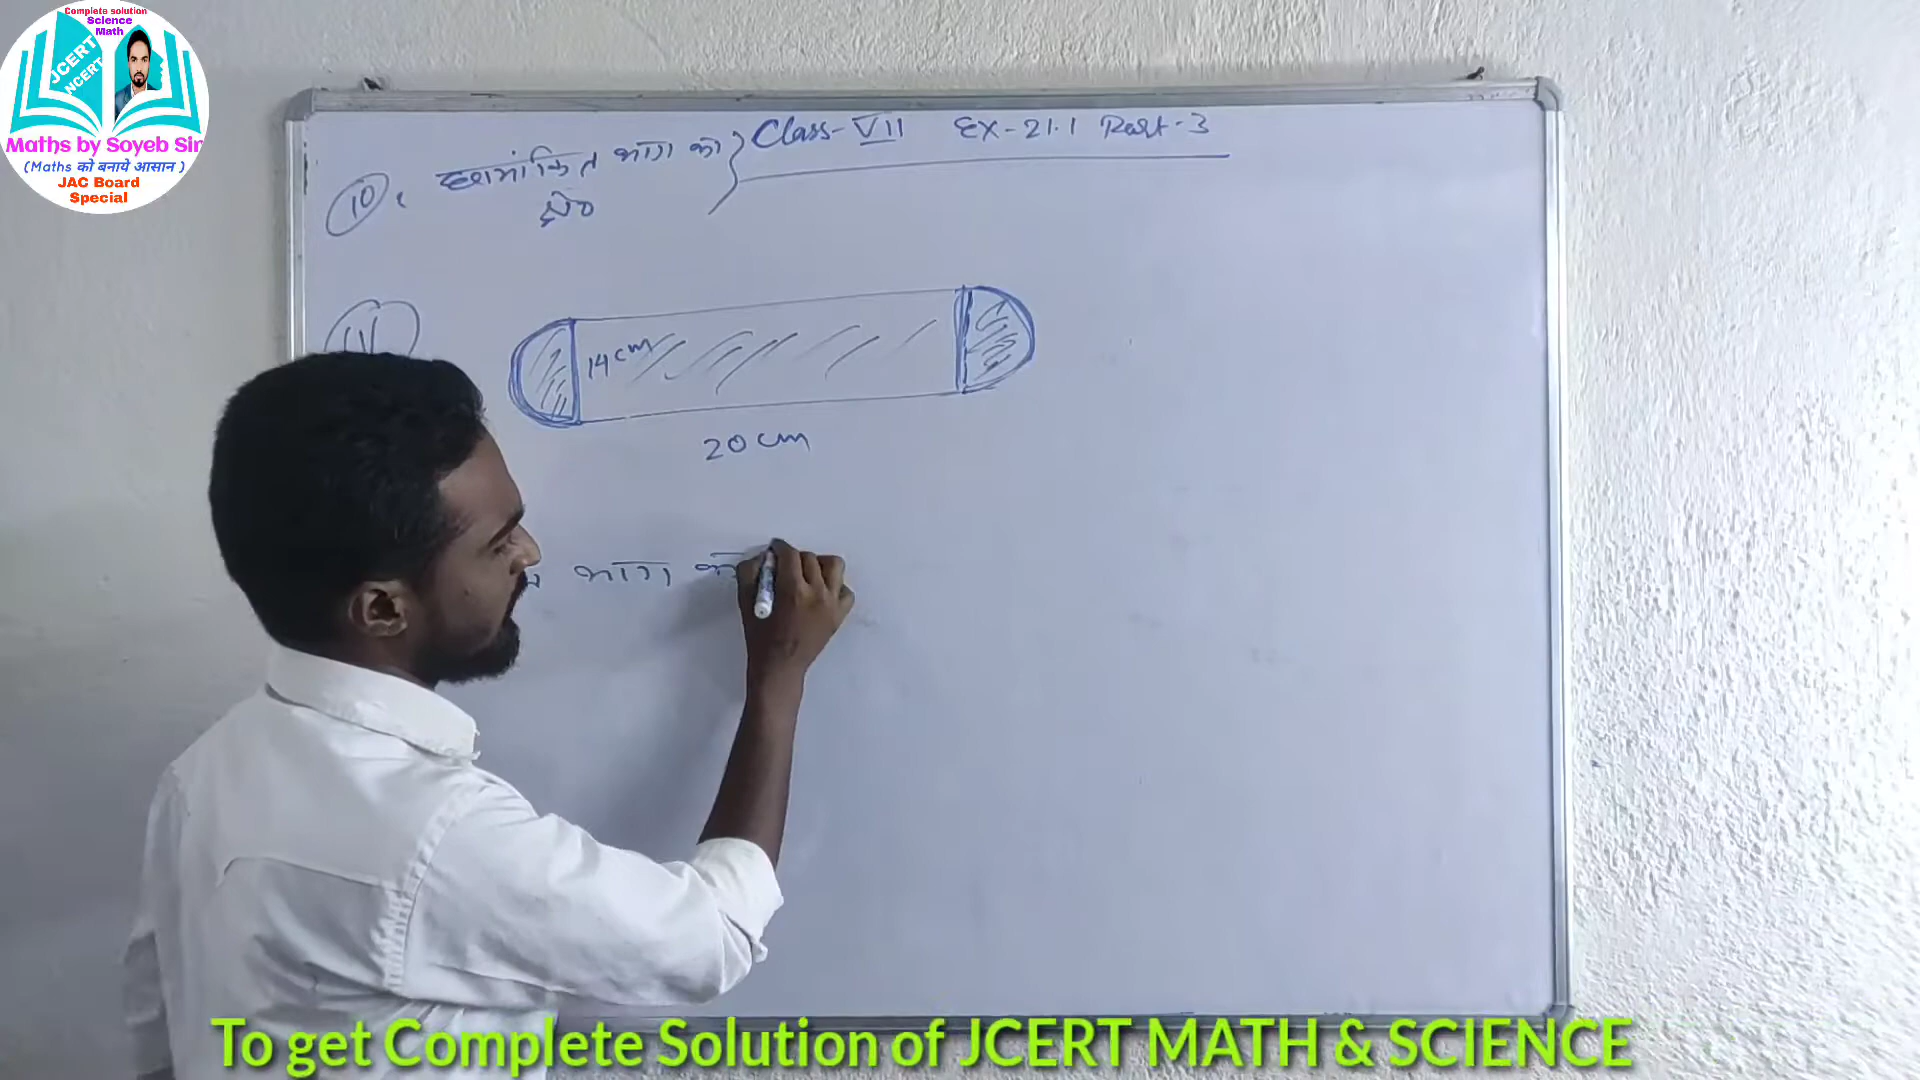 Complete solution
Science
Math
JCERT
NCERT
Maths by Soyeb Sir
(Maths को बनाये आसान )
JAC Board
Special
Class-VII Ex-21.1 Part-3
10. छायांकित भाग को
क्षे०
14cm
20cm
भाग
To get Complete Solution of JCERT MATH & SCIENCE